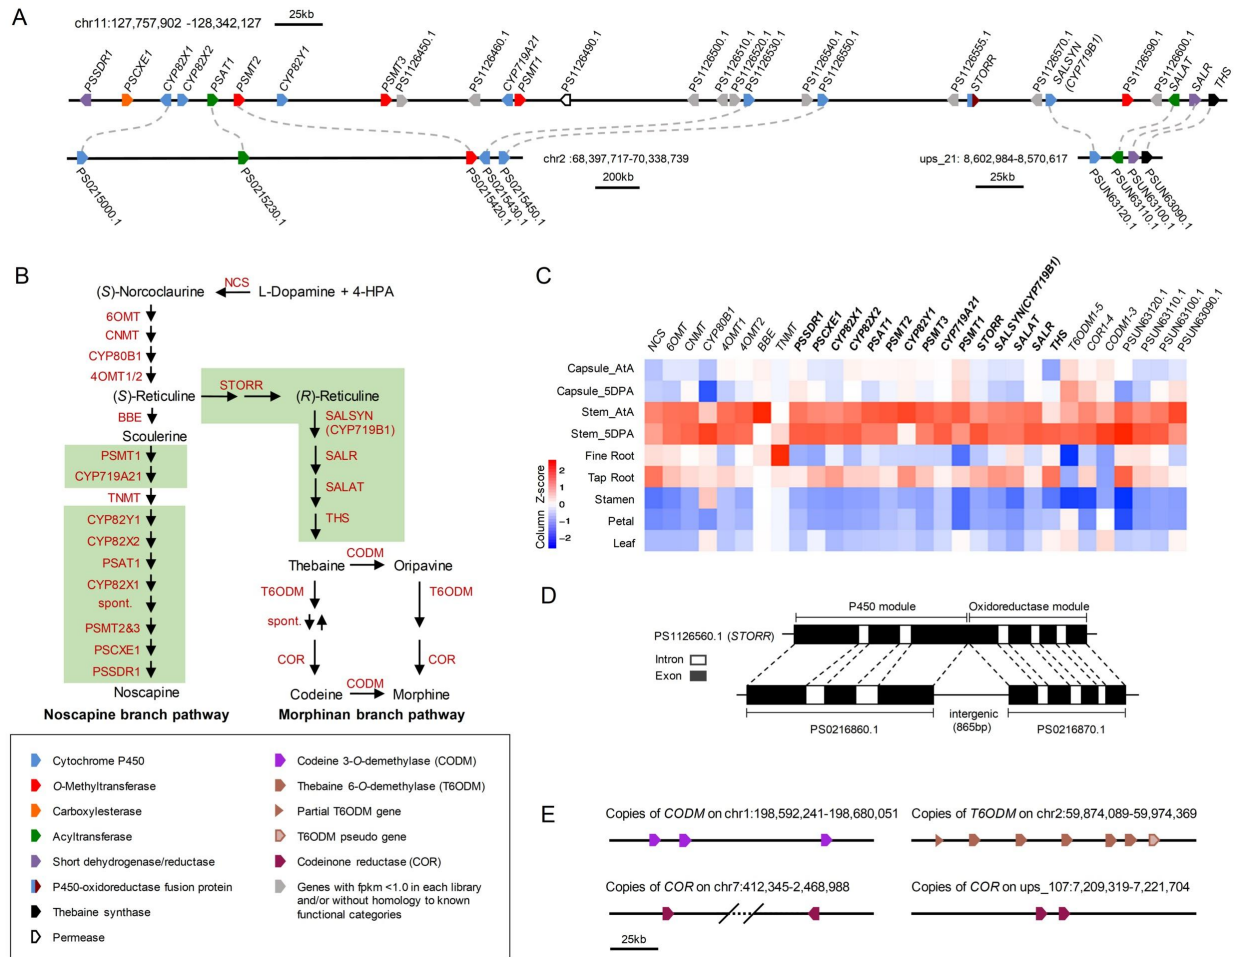 A
chr11:127,757,902 -128,342,127
25kb
PSSDR1
PSCXE1
CYP82X1
CYP82X2
PSAT1
PSMT2
CYP82Y1
PSMT3
PS1126450.1
PS1126460.1
CYP719A21
PSMT1
PS1126490.1
PS1126500.1
PS1126510.1
PS1126520.1
PS1126530.1
PS1126540.1
PS1126550.1
PS1126555.1
STORR
PS1126570.1
SALSYN
(CYP719B1)
PS1126590.1
PS1126600.1
SALAT
SALR
THS
chr2 :68,397,717-70,338,739
200kb
ups_21: 8,602,984-8,570,617
25kb
PS0215000.1
PS0215230.1
PS0215420.1
PS0215430.1
PS0215450.1
PSUN63120.1
PSUN63110.1
PSUN63100.1
PSUN63090.1
B
(S)-Norcoclaurine
NCS
L-Dopamine + 4-HPA
6OMT
CNMT
CYP80B1
4OMT1/2
(S)-Reticuline
STORR
(R)-Reticuline
BBE
Scoulerine
PSMT1
CYP719A21
TNMT
CYP82Y1
CYP82X2
PSAT1
CYP82X1
spont.
PSMT2&3
PSCXE1
PSSDR1
Noscapine
Noscapine branch pathway
SALSYN
(CYP719B1)
SALR
SALAT
THS
Thebaine
CODM
Oripavine
T6ODM
T6ODM
spont.
COR
COR
Codeine
CODM
Morphine
Morphinan branch pathway
Cytochrome P450
O-Methyltransferase
Carboxylesterase
Acyltransferase
Short dehydrogenase/reductase
P450-oxidoreductase fusion protein
Thebaine synthase
Permease
Codeine 3-O-demethylase (CODM)
Thebaine 6-O-demethylase (T6ODM)
Partial T6ODM gene
T6ODM pseudo gene
Codeinone reductase (COR)
Genes with fpkm <1.0 in each library
and/or without homology to known
functional categories
C
NCS
6OMT
CNMT
CYP80B1
4OMT1
4OMT2
BBE
TNMT
PSSDR1
PSCXE1
CYP82X1
CYP82X2
PSAT1
PSMT2
CYP82Y1
PSMT3
CYP719A21
PSMT1
STORR
SALSYN(CYP719B1)
SALAT
SALR
THS
T6ODM1-5
COR1-4
CODM1-3
PSUN63120.1
PSUN63110.1
PSUN63100.1
PSUN63090.1
Capsule_AtA
Capsule_5DPA
Stem_AtA
Stem_5DPA
Fine Root
Tap Root
Stamen
Petal
Leaf
Column Z-score
2
1
0
−1
−2
D
P450 module
Oxidoreductase module
PS1126560.1 (STORR)
Intron
Exon
PS0216860.1
intergenic
(865bp)
PS0216870.1
E
Copies of CODM on chr1:198,592,241-198,680,051
Copies of T6ODM on chr2:59,874,089-59,974,369
Copies of COR on chr7:412,345-2,468,988
Copies of COR on ups_107:7,209,319-7,221,704
25kb